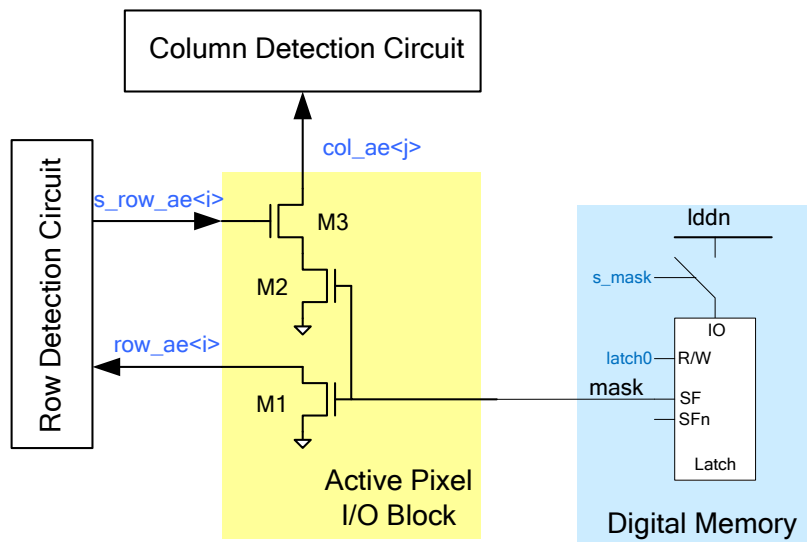 Column Detection Circuit
col_ae<j>
Row Detection Circuit
s_row_ae<i>
M3
M2
row_ae<i>
M1
Active Pixel
I/O Block
Iddn
s_mask
IO
latch0
R/W
mask
SF
SFn
Latch
Digital Memory